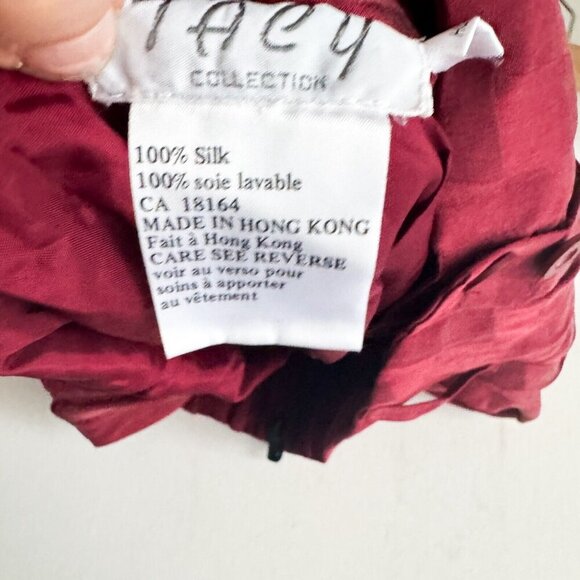 TACY
COLLECTION
100% Silk
100% soie lavable
CA 18164
MADE IN HONG KONG
Fait à Hong Kong
CARE SEE REVERSE
voir au verso pour
soins à apporter
au vêtement